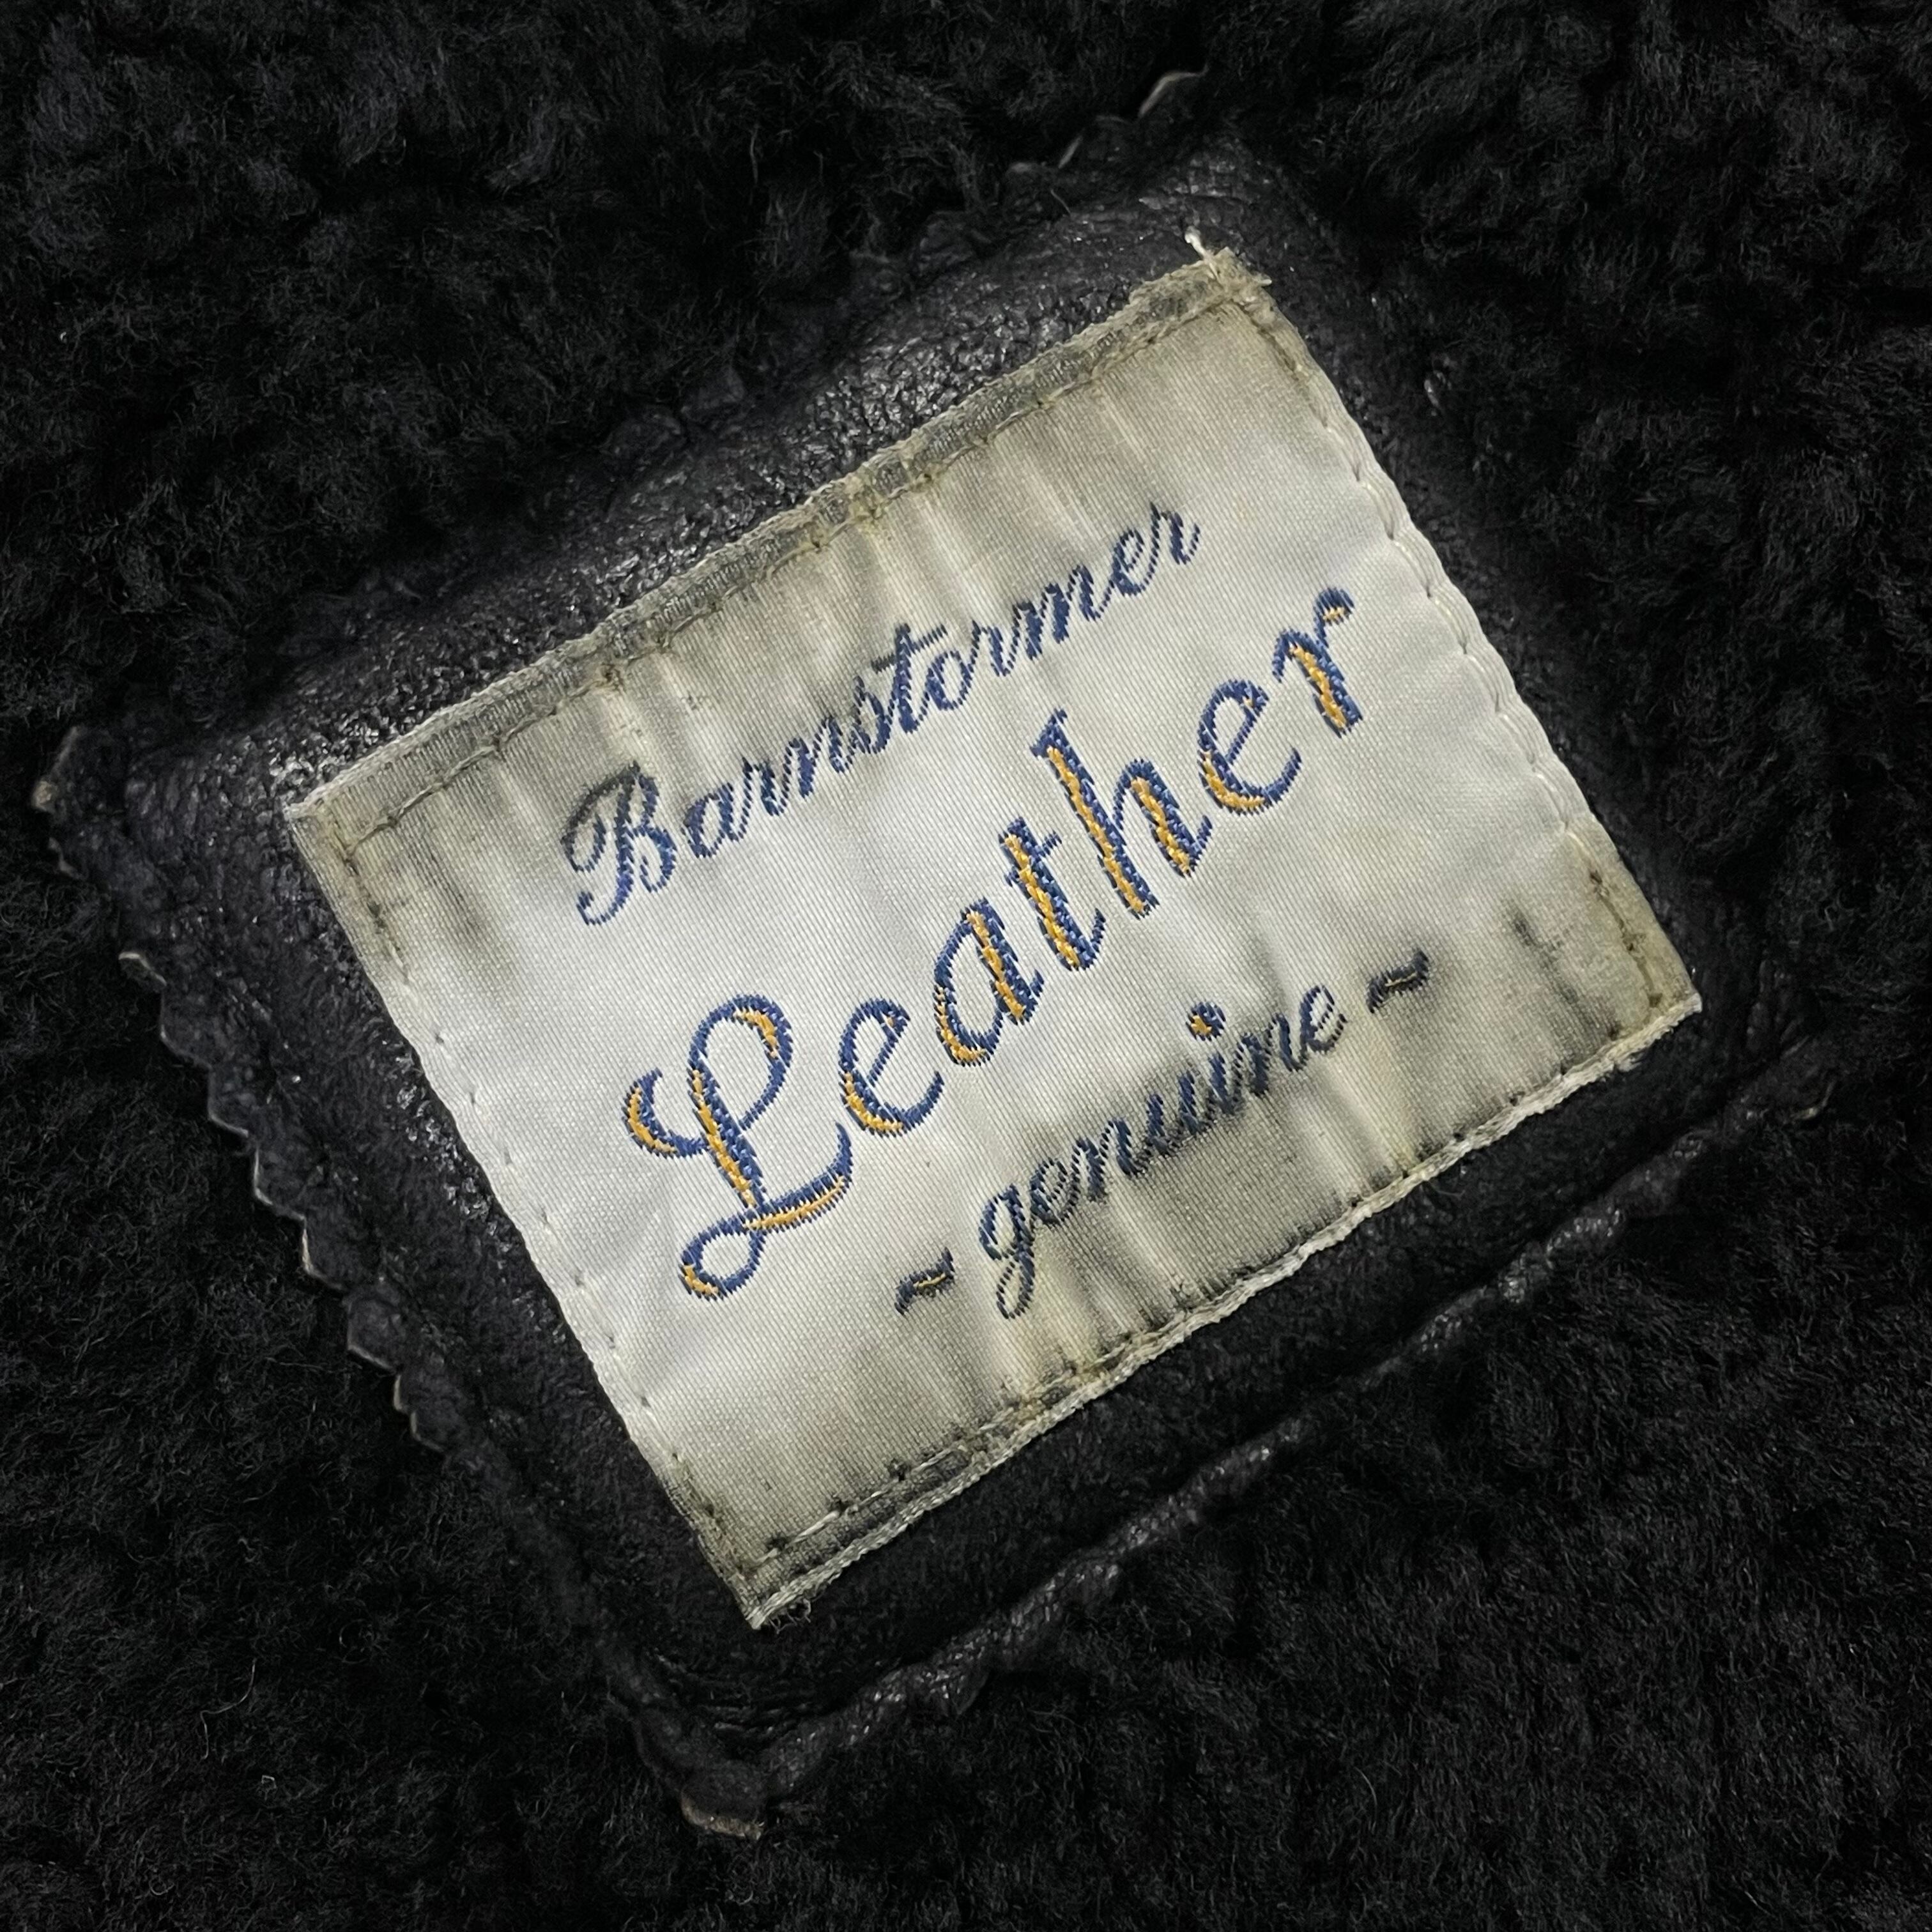 Barnstormer
Leather
~ genuine ~